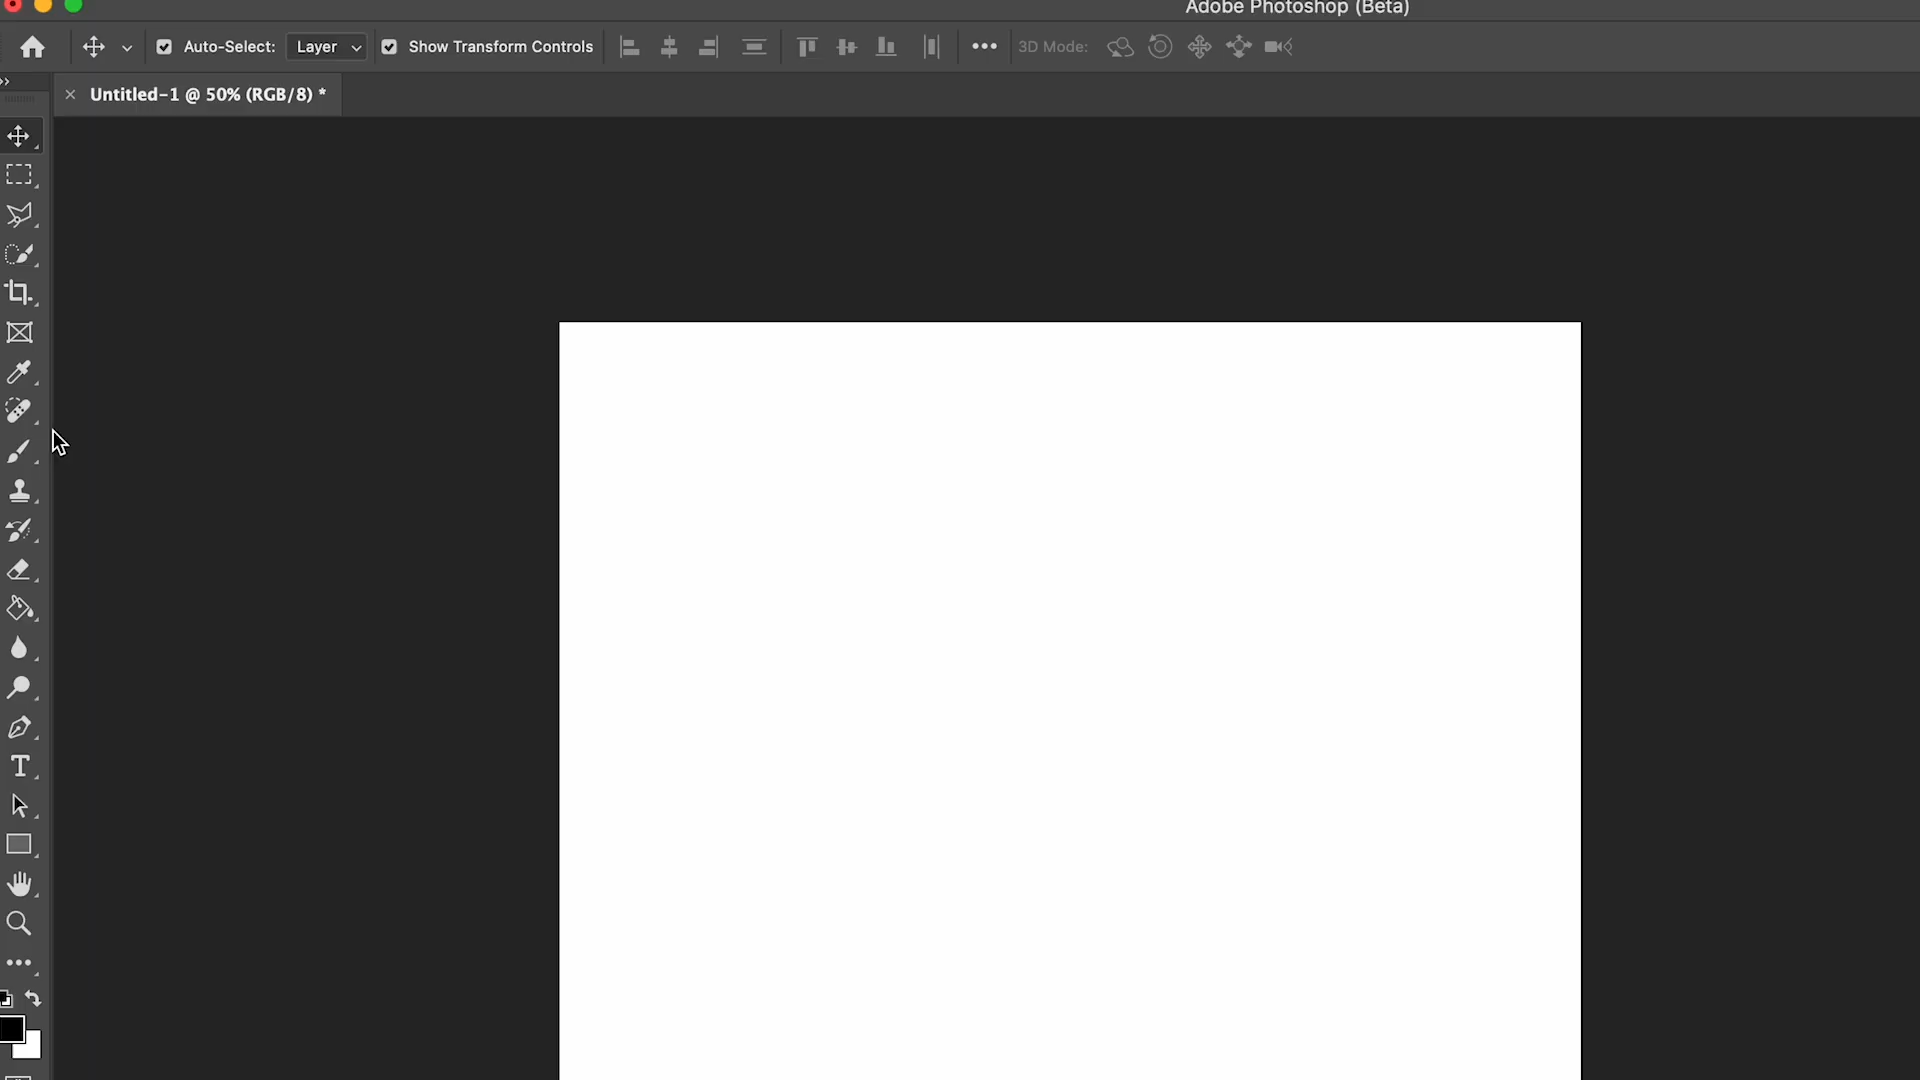 Adobe Photoshop (Beta)
Auto-Select: Layer Show Transform Controls 3D Mode:
Untitled-1 @ 50% (RGB/8) *